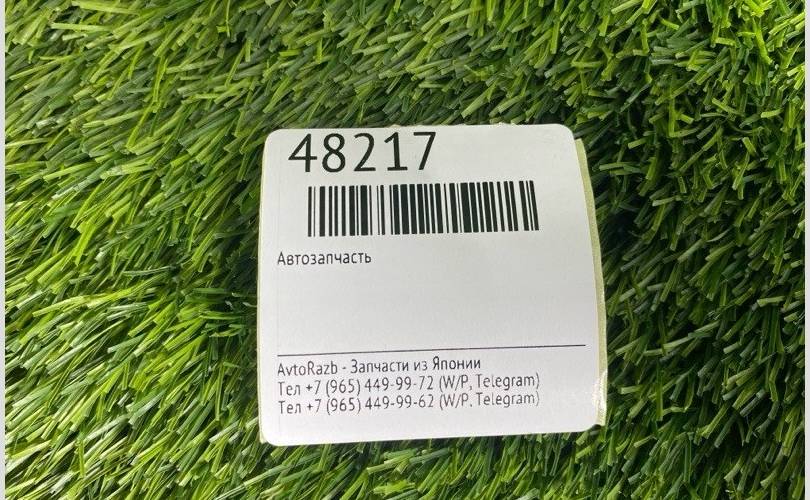 48217
Автозапчасть
AvtoRazb - Запчасти из Японии
Тел +7 (965) 449-99-72 (W/P, Telegram)
Тел +7 (965) 449-99-62 (W/P, Telegram)